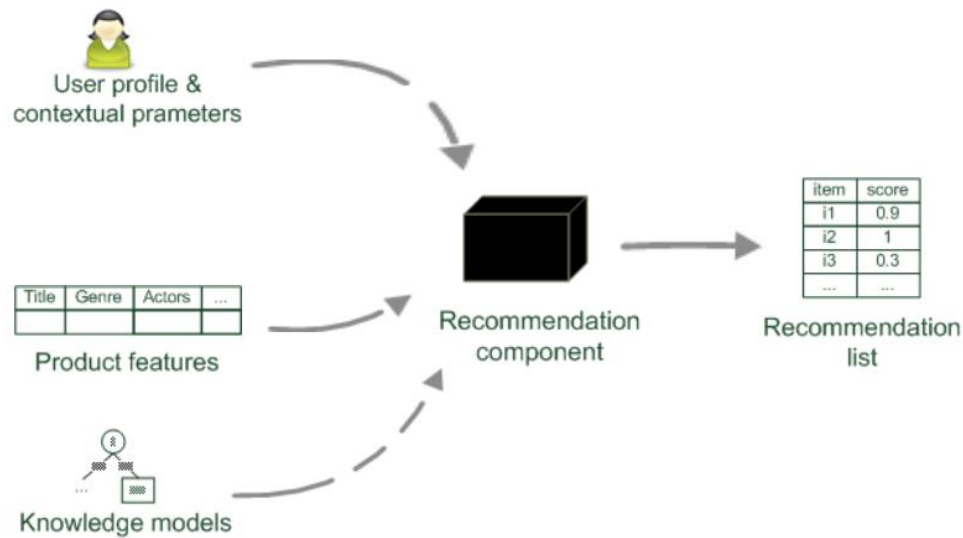 User profile &
contextual prameters
Title Genre Actors ...
Product features
...
Knowledge models
Recommendation
component
item score
i1 0.9
i2 1
i3 0.3
... ...
Recommendation
list